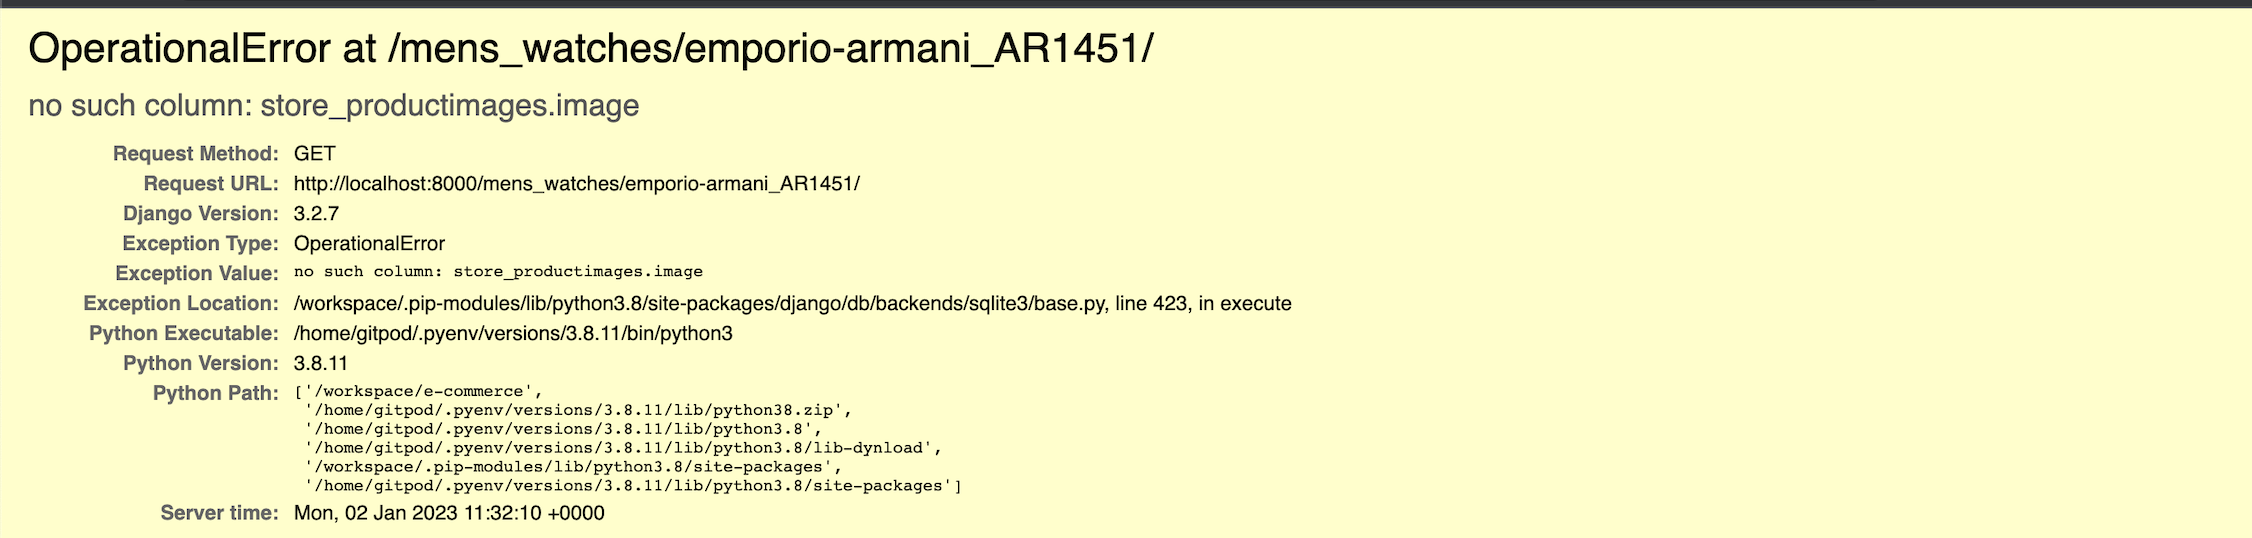 OperationalError at /mens_watches/emporio-armani_AR1451/
no such column: store_productimages.image
Request Method: GET
Request URL: http://localhost:8000/mens_watches/emporio-armani_AR1451/
Django Version: 3.2.7
Exception Type: OperationalError
Exception Value: no such column: store_productimages.image
Exception Location: /workspace/.pip-modules/lib/python3.8/site-packages/django/db/backends/sqlite3/base.py, line 423, in execute
Python Executable: /home/gitpod/.pyenv/versions/3.8.11/bin/python3
Python Version: 3.8.11
Python Path: ['/workspace/e-commerce',
'/home/gitpod/.pyenv/versions/3.8.11/lib/python38.zip',
'/home/gitpod/.pyenv/versions/3.8.11/lib/python3.8',
'/home/gitpod/.pyenv/versions/3.8.11/lib/python3.8/lib-dynload',
'/workspace/.pip-modules/lib/python3.8/site-packages',
'/home/gitpod/.pyenv/versions/3.8.11/lib/python3.8/site-packages']
Server time: Mon, 02 Jan 2023 11:32:10 +0000